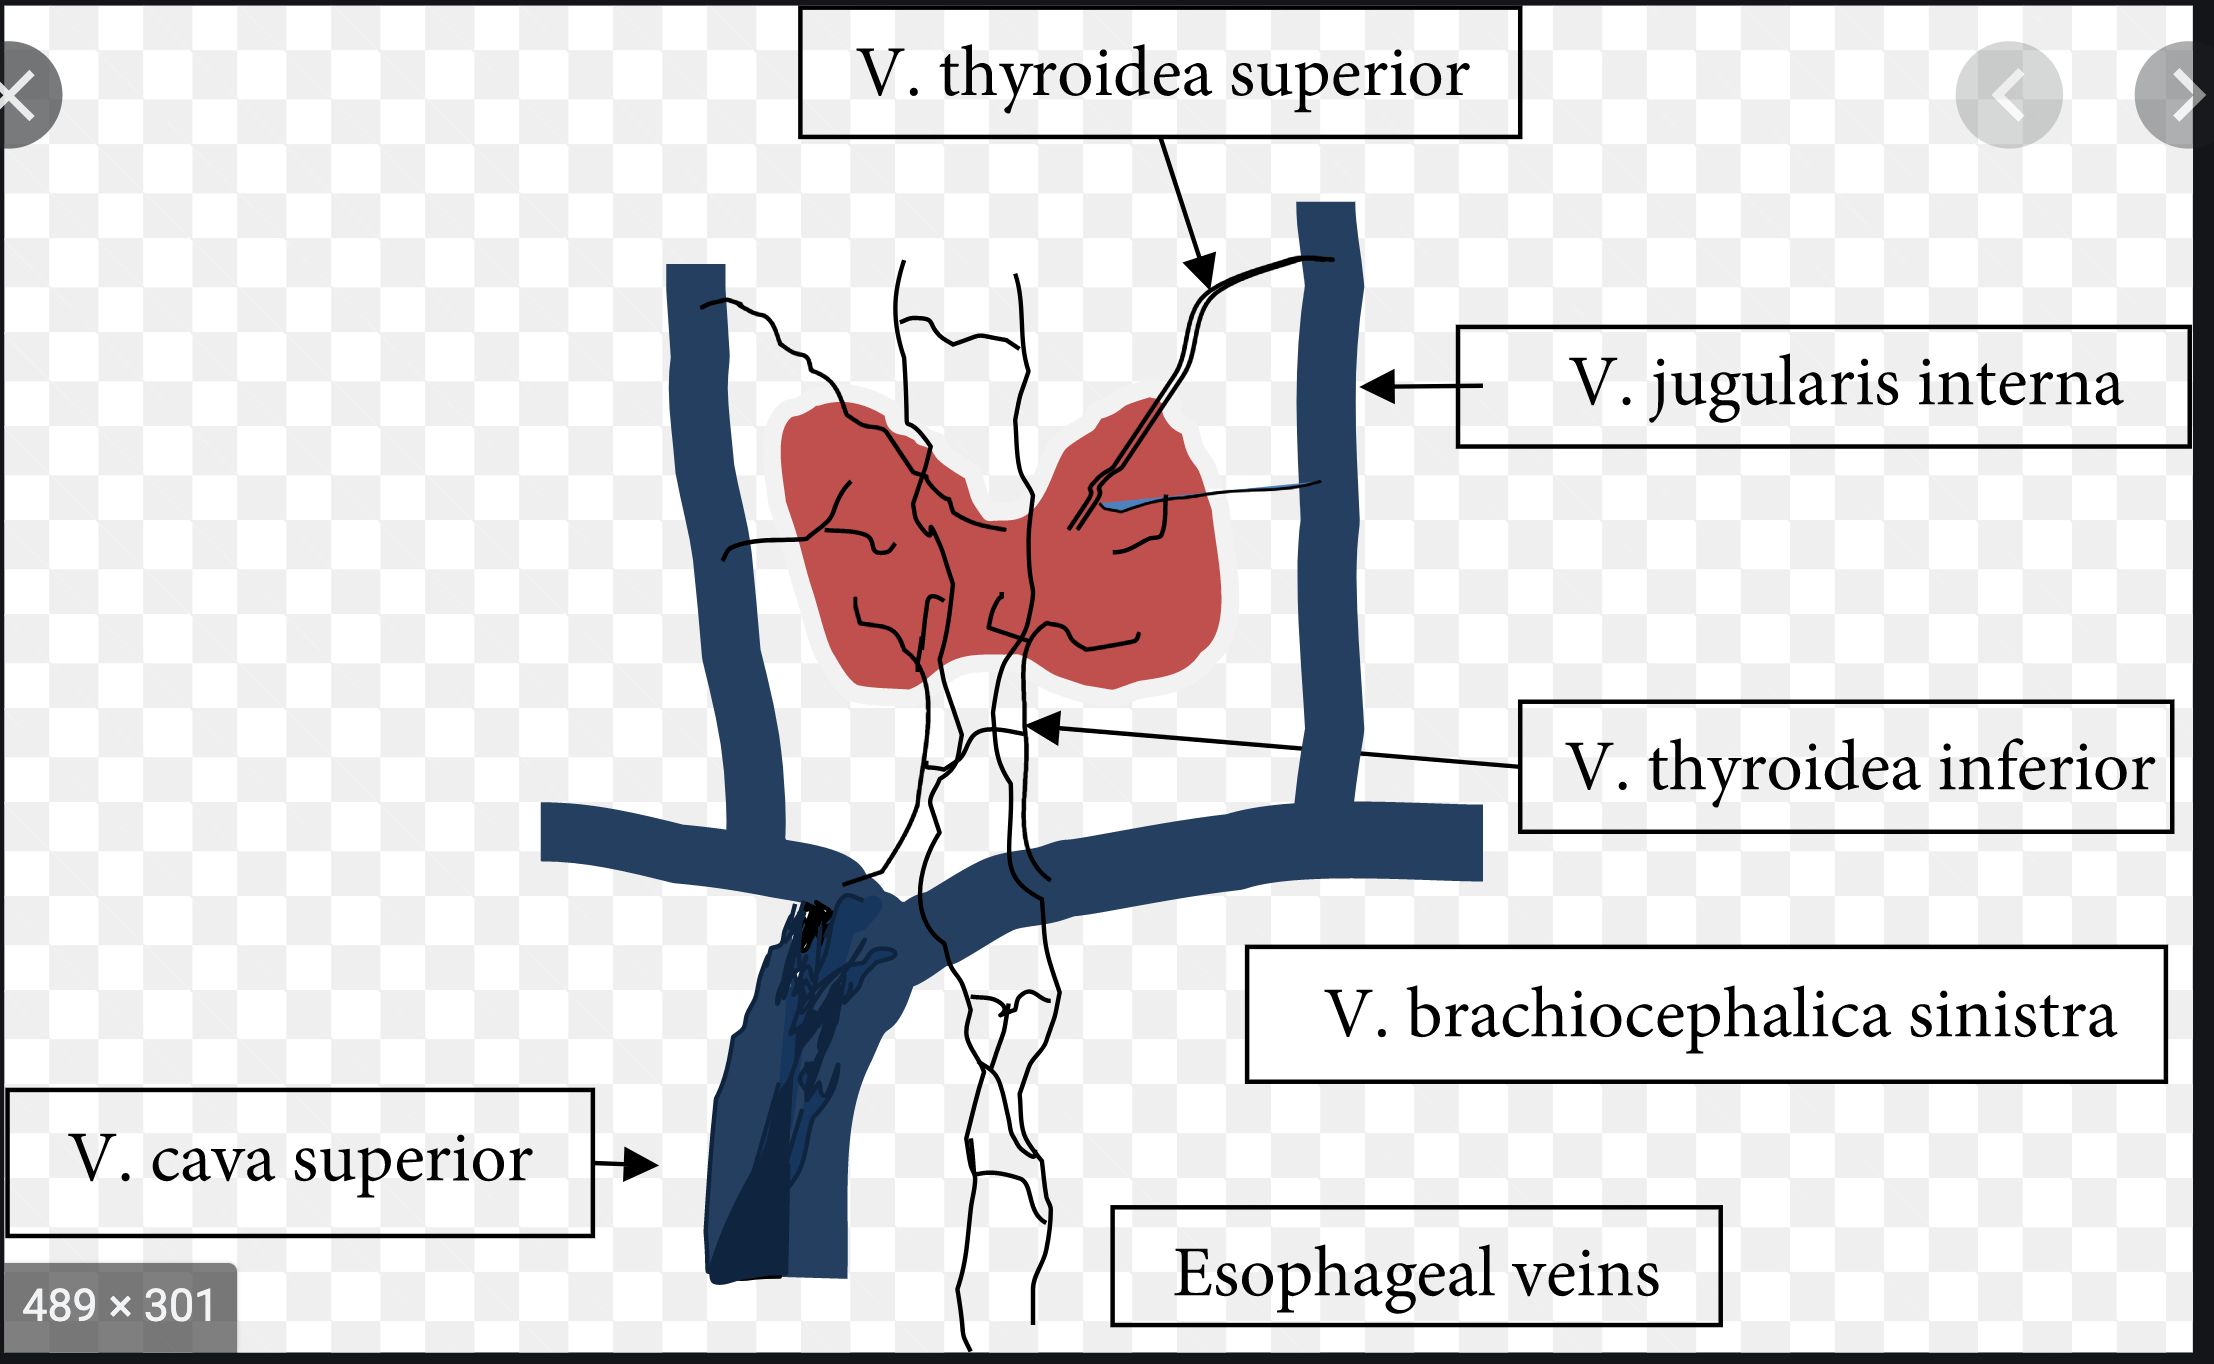 V. thyroidea superior
V. jugularis interna
V. thyroidea inferior
V. brachiocephalica sinistra
V. cava superior
Esophageal veins
489 × 301